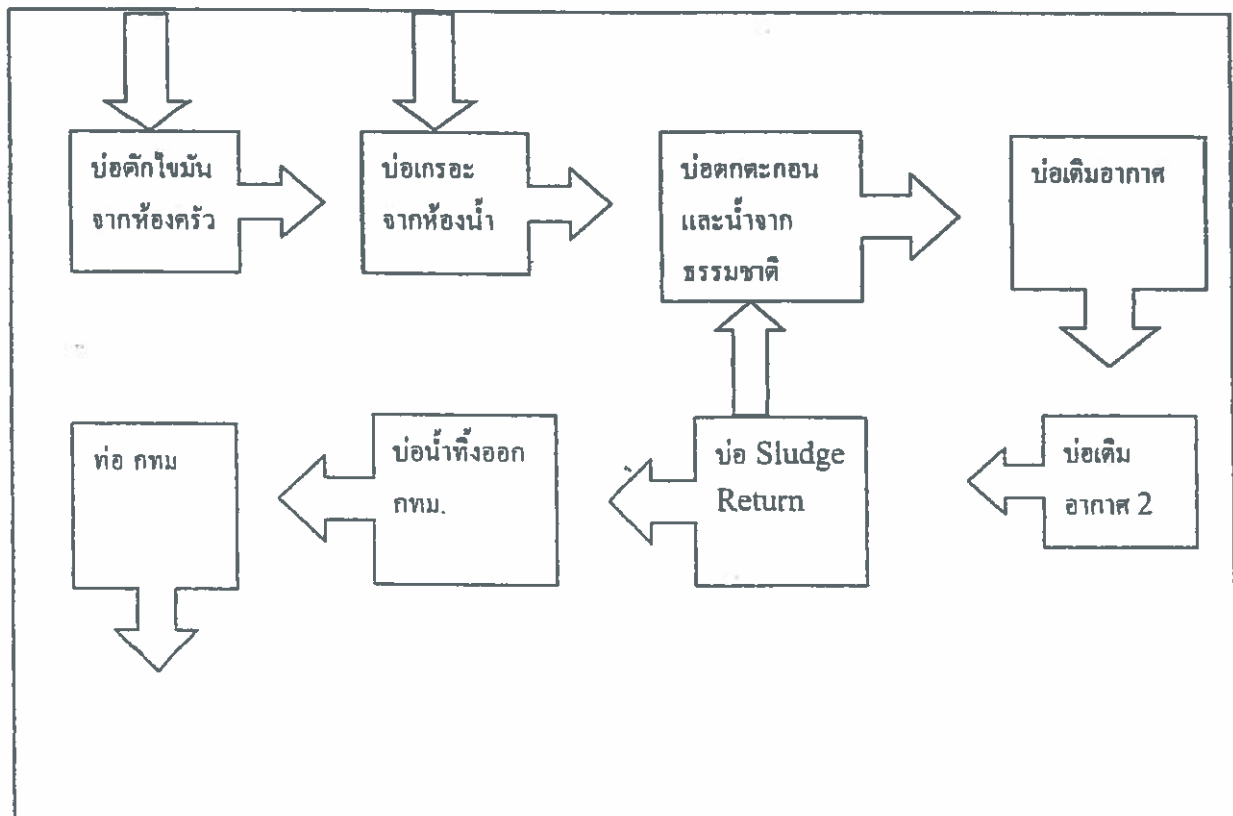 บ่อดักไขมัน
จากห้องครัว
บ่อเกรอะ
จากห้องน้ำ
บ่อตกตะกอน
และน้ำจาก
ธรรมชาติ
บ่อเติมอากาศ
ท่อ กทม
บ่อน้ำทิ้งออก
กทม.
บ่อ Sludge
Return
บ่อเติม
อากาศ 2